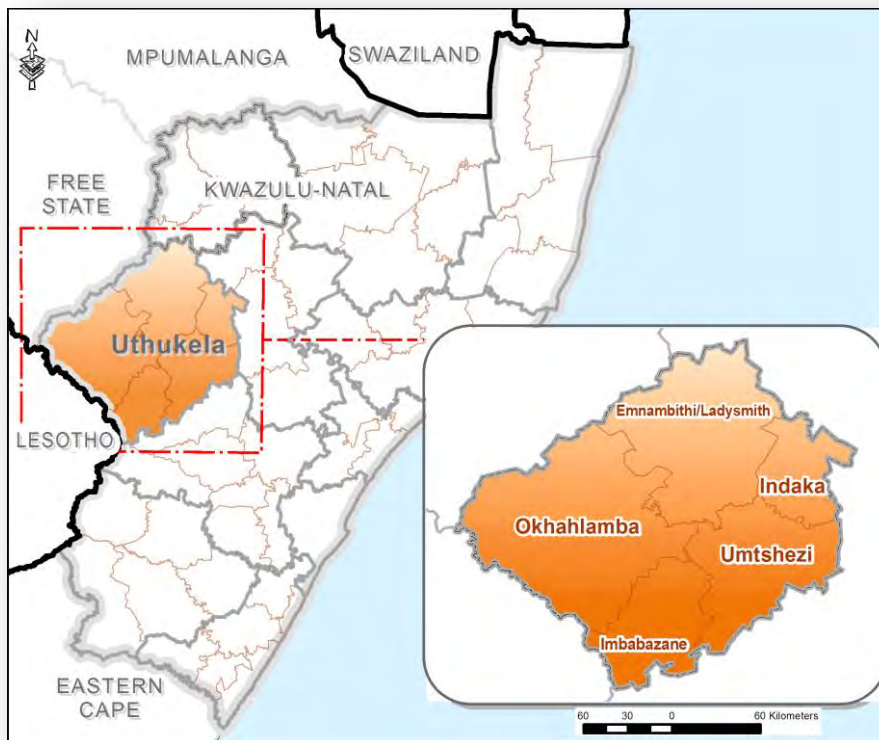 N
MPUMALANGA
SWAZILAND
FREE
STATE
KWAZULU-NATAL
Uthukela
LESOTHO
EASTERN
CAPE
Emnambithi/Ladysmith
Indaka
Okhahlamba
Umtshezi
Imbabazane
60 30 0 60 Kilometers